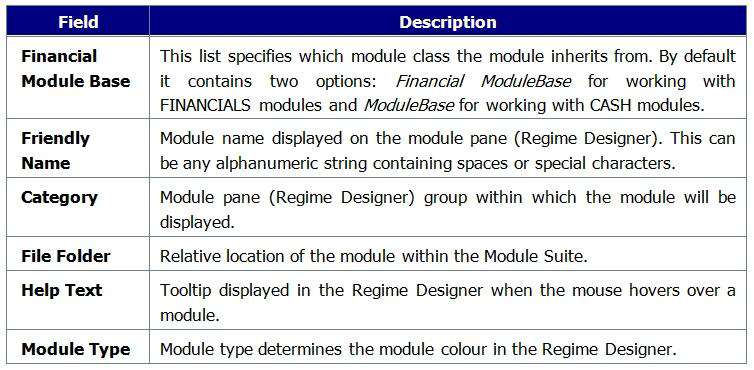 Field Description
Financial Module Base
This list specifies which module class the module inherits from. By default
it contains two options: Financial ModuleBase for working with
FINANCIALS modules and ModuleBase for working with CASH modules.
Friendly Name
Module name displayed on the module pane (Regime Designer). This can
be any alphanumeric string containing spaces or special characters.
Category
Module pane (Regime Designer) group within which the module will be
displayed.
File Folder
Relative location of the module within the Module Suite.
Help Text
Tooltip displayed in the Regime Designer when the mouse hovers over a
module.
Module Type
Module type determines the module colour in the Regime Designer.